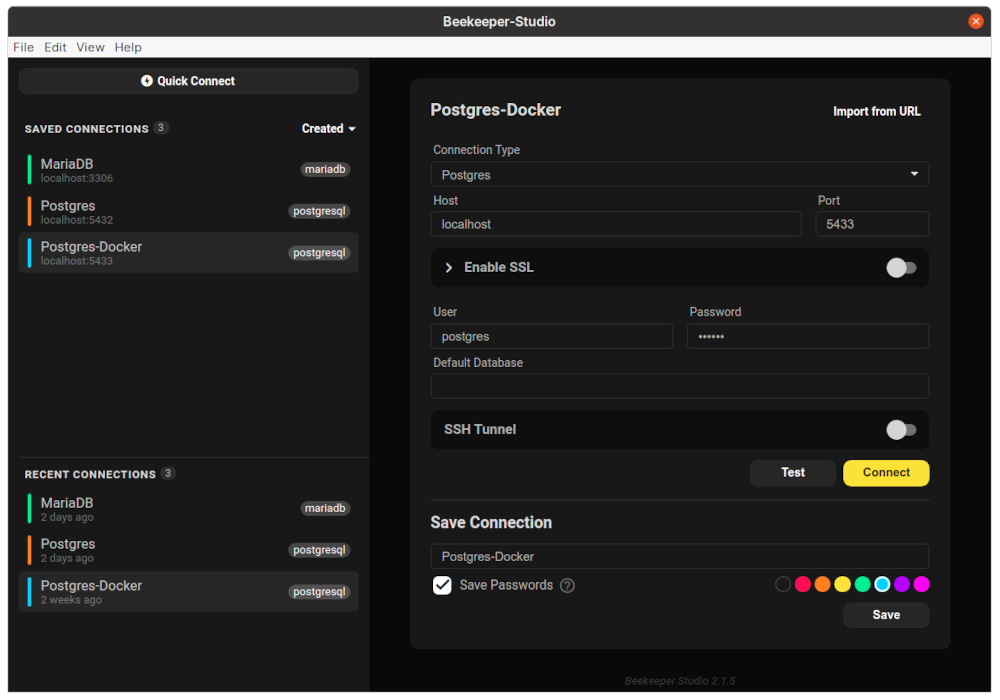 Beekeeper-Studio
File Edit View Help
Quick Connect
SAVED CONNECTIONS 3 Created
MariaDB
localhost:3306
mariadb
Postgres
localhost:5432
postgresql
Postgres-Docker
localhost:5433
postgresql
RECENT CONNECTIONS 3
MariaDB
2 days ago
mariadb
Postgres
2 days ago
postgresql
Postgres-Docker
2 weeks ago
postgresql
Postgres-Docker Import from URL
Connection Type
Postgres
Host Port
localhost 5433
Enable SSL
User Password
postgres ••••••
Default Database
SSH Tunnel
Test Connect
Save Connection
Postgres-Docker
Save Passwords ?
Save
Beekeeper Studio 2.1.5